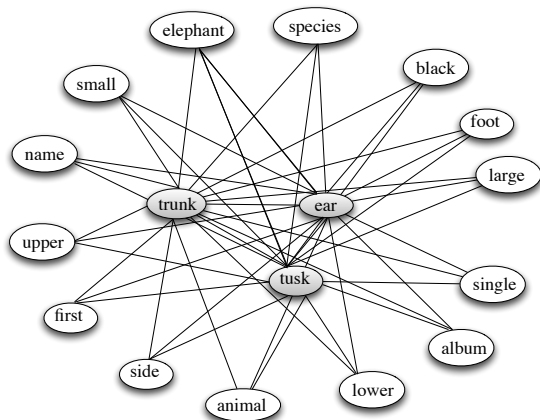 species
elephant
black
small
foot
name
large
trunk
ear
upper
tusk
single
first
album
side
lower
animal